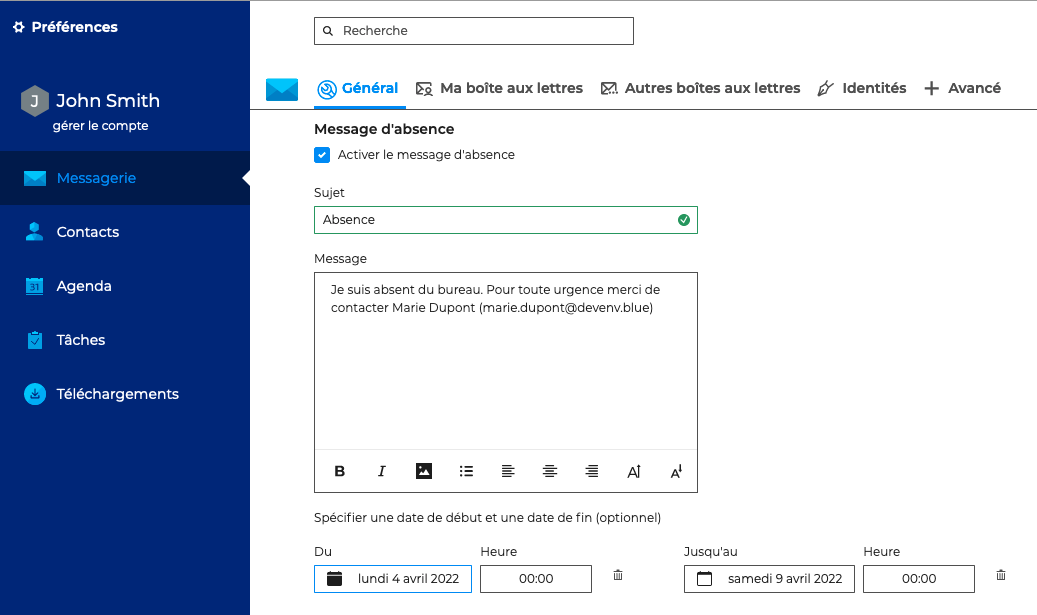 Préférences
J
John Smith
gérer le compte
Messagerie
Contacts
31
Agenda
Tâches
Téléchargements
Recherche
Général
Ma boîte aux lettres
Autres boîtes aux lettres
Identités
Avancé
Message d'absence
Activer le message d'absence
Sujet
Absence
Message
Je suis absent du bureau. Pour toute urgence merci de
contacter Marie Dupont (marie.dupont@devenv.blue)
B I A A
Spécifier une date de début et une date de fin (optionnel)
Du Heure Jusqu'au Heure
lundi 4 avril 2022 00:00 samedi 9 avril 2022 00:00